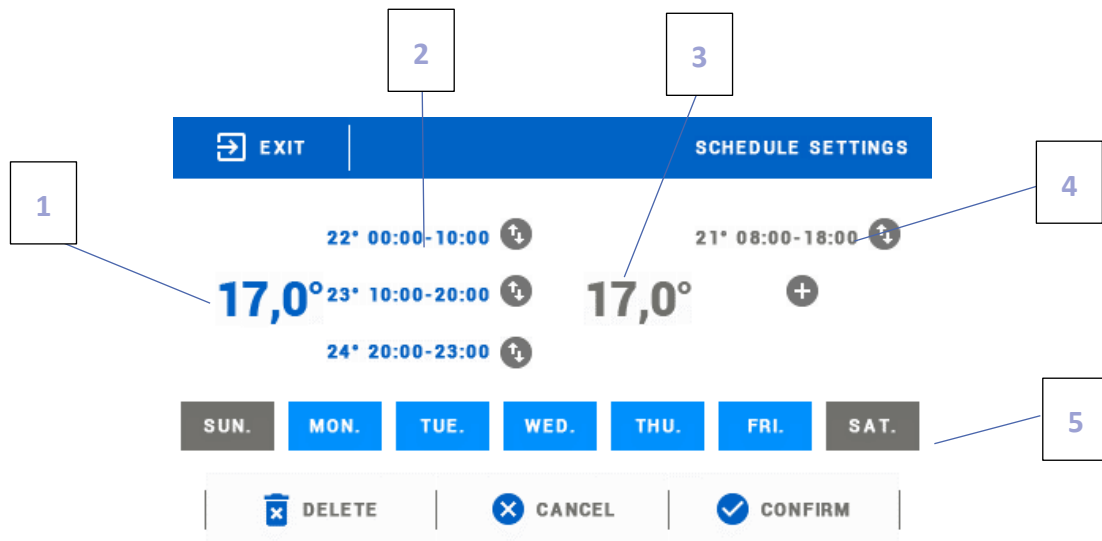 2
3
EXIT
SCHEDULE SETTINGS
1
4
22° 00:00-10:00
21° 08:00-18:00
17,0°
23° 10:00-20:00
17,0°
24° 20:00-23:00
SUN. MON. TUE. WED. THU. FRI. SAT.
5
DELETE CANCEL CONFIRM